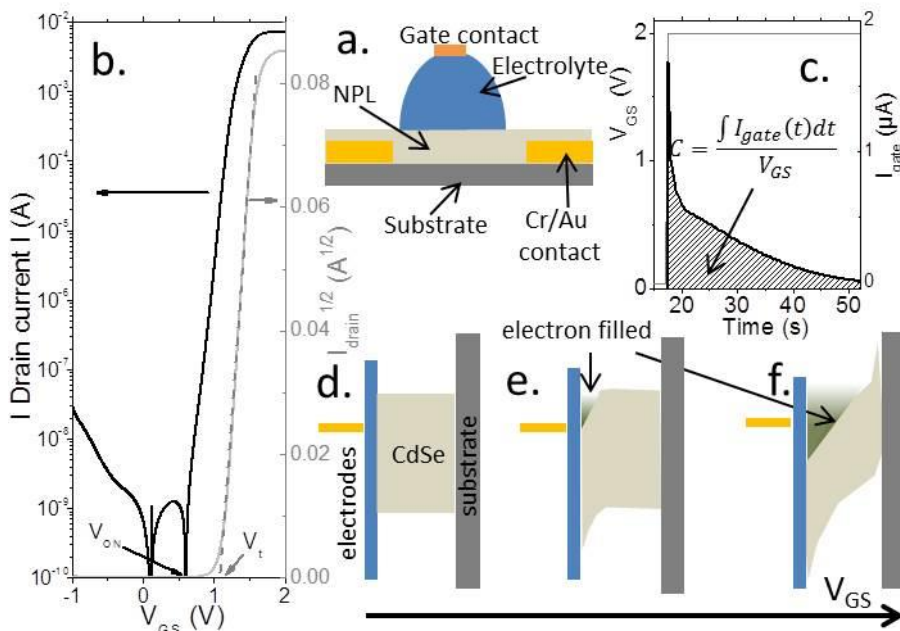 b.
I Drain current I (A)
10⁻²
10⁻³
10⁻⁴
10⁻⁵
10⁻⁶
10⁻⁷
10⁻⁸
10⁻⁹
10⁻¹⁰
V_ON
V_t
-1
0
1
2
V_GS (V)
0.08
0.06
0.04
0.02
0.00
I_drain^1/2 (A^1/2)
a.
Gate contact
Electrolyte
NPL
Substrate
Cr/Au
contact
c.
V_GS (V)
2
1
0
C = ∫ I_gate(t)dt / V_GS
2
1
0
I_gate (µA)
20
30
40
50
Time (s)
electron filled
d.
e.
f.
electrodes
CdSe
substrate
V_GS